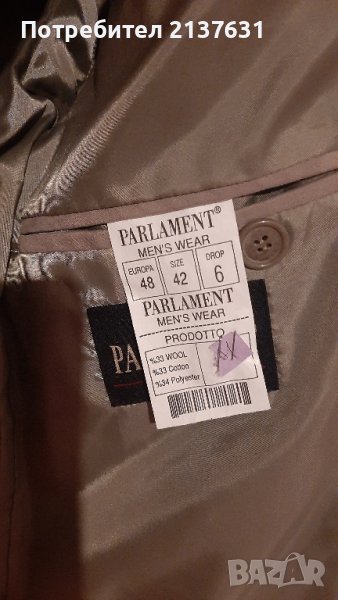 Потребител 2137631
PARLAMENT®
MEN'S WEAR
EUROPA SIZE DROP
48 42 6
PARLAMENT
MEN'S WEAR
PRODOTTO
%33 WOOL
%33 Cotton
%34 Polyester
PA
BAZAR